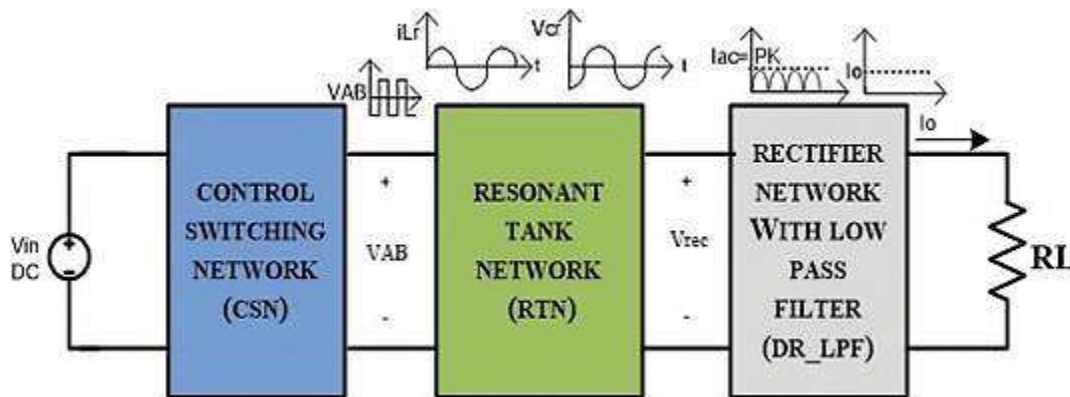 iLr
t
Vcr
t
Iac=
PK
Io
VAB
Io
Vin
DC
+
-
CONTROL
SWITCHING
NETWORK
(CSN)
+
VAB
-
RESONANT
TANK
NETWORK
(RTN)
+
Vrec
-
RECTIFIER
NETWORK
WITH LOW
PASS
FILTER
(DR_LPF)
RL